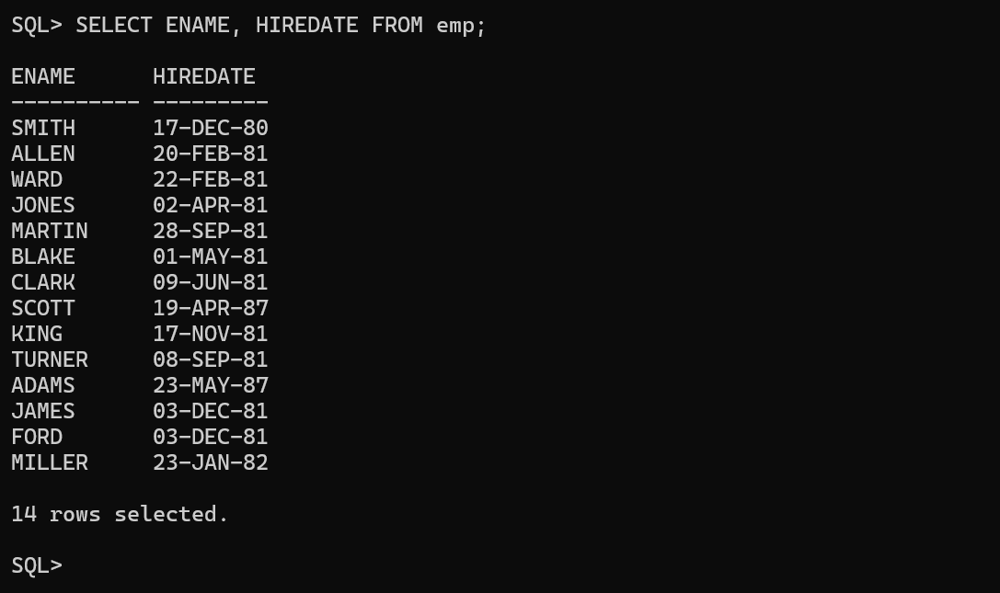 SQL> SELECT ENAME, HIREDATE FROM emp;
ENAME      HIREDATE
---------- ---------
SMITH      17-DEC-80
ALLEN      20-FEB-81
WARD       22-FEB-81
JONES      02-APR-81
MARTIN     28-SEP-81
BLAKE      01-MAY-81
CLARK      09-JUN-81
SCOTT      19-APR-87
KING       17-NOV-81
TURNER     08-SEP-81
ADAMS      23-MAY-87
JAMES      03-DEC-81
FORD       03-DEC-81
MILLER     23-JAN-82
14 rows selected.
SQL>